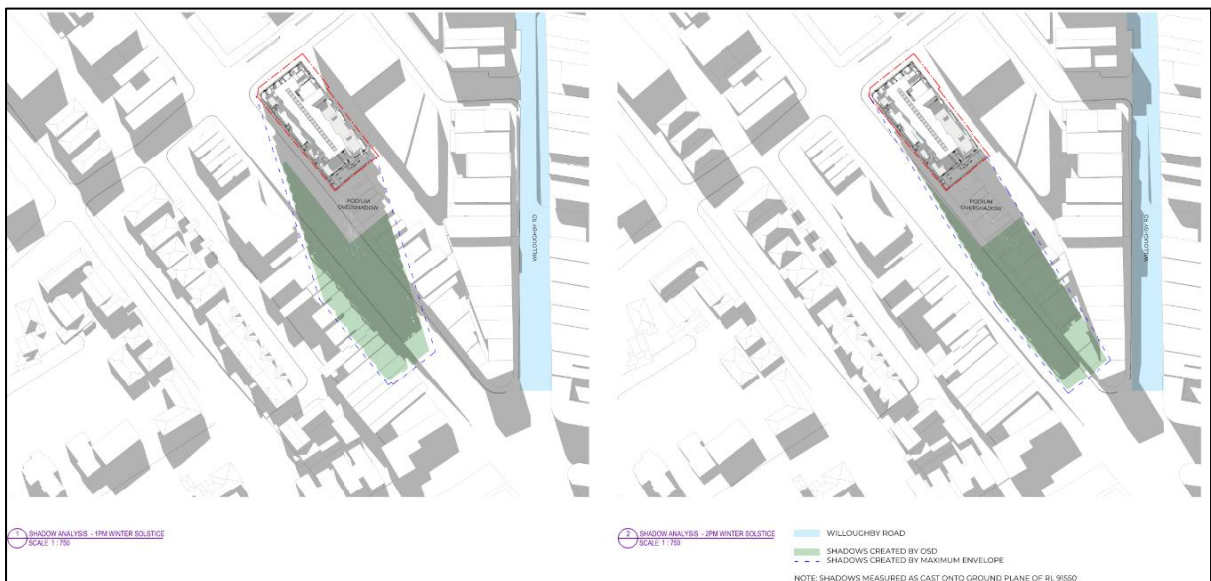 PODIUM
OVERSHADOW
WILLOUGHBY RD
PODIUM
OVERSHADOW
WILLOUGHBY RD
1 SHADOW ANALYSIS - 1PM WINTER SOLSTICE
SCALE 1 : 750
2 SHADOW ANALYSIS - 2PM WINTER SOLSTICE
SCALE 1 : 750
WILLOUGHBY ROAD
SHADOWS CREATED BY OSD
SHADOWS CREATED BY MAXIMUM ENVELOPE
NOTE: SHADOWS MEASURED AS CAST ONTO GROUND PLANE OF RL 91550